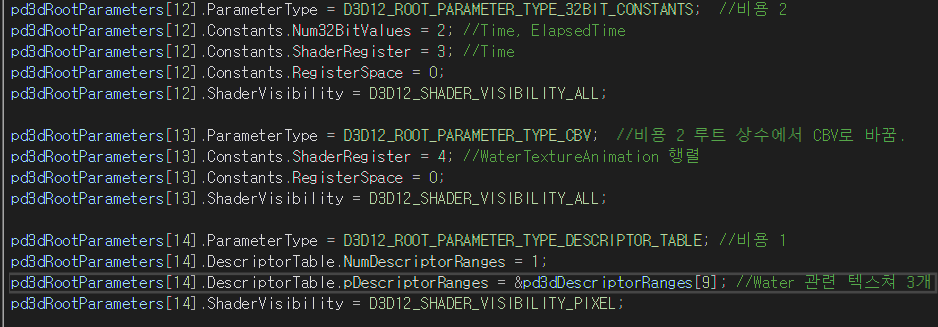 pd3dRootParameters[12].ParameterType = D3D12_ROOT_PARAMETER_TYPE_32BIT_CONSTANTS; //비용 2
pd3dRootParameters[12].Constants.Num32BitValues = 2; //Time, ElapsedTime
pd3dRootParameters[12].Constants.ShaderRegister = 3; //Time
pd3dRootParameters[12].Constants.RegisterSpace = 0;
pd3dRootParameters[12].ShaderVisibility = D3D12_SHADER_VISIBILITY_ALL;
pd3dRootParameters[13].ParameterType = D3D12_ROOT_PARAMETER_TYPE_CBV; //비용 2 루트 상수에서 CBV로 바꿈.
pd3dRootParameters[13].Constants.ShaderRegister = 4; //WaterTextureAnimation 행렬
pd3dRootParameters[13].Constants.RegisterSpace = 0;
pd3dRootParameters[13].ShaderVisibility = D3D12_SHADER_VISIBILITY_ALL;
pd3dRootParameters[14].ParameterType = D3D12_ROOT_PARAMETER_TYPE_DESCRIPTOR_TABLE; //비용 1
pd3dRootParameters[14].DescriptorTable.NumDescriptorRanges = 1;
pd3dRootParameters[14].DescriptorTable.pDescriptorRanges = &pd3dDescriptorRanges[9]; //Water 관련 텍스쳐 3개
pd3dRootParameters[14].ShaderVisibility = D3D12_SHADER_VISIBILITY_PIXEL;